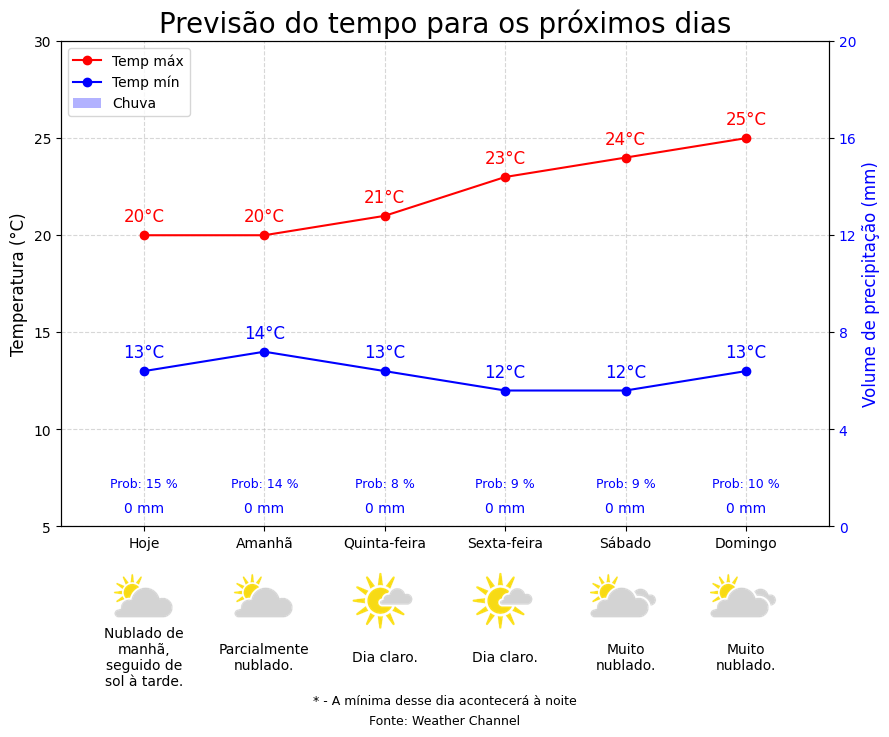 Previsão do tempo para os próximos dias
Temp máx
Temp mín
Chuva
Temperatura (°C)
30
25
20
15
10
5
Volume de precipitação (mm)
20
16
12
8
4
0
20°C
20°C
21°C
23°C
24°C
25°C
13°C
14°C
13°C
12°C
12°C
13°C
Prob: 15 %
Prob: 14 %
Prob: 8 %
Prob: 9 %
Prob: 9 %
Prob: 10 %
0 mm
0 mm
0 mm
0 mm
0 mm
0 mm
Hoje
Amanhã
Quinta-feira
Sexta-feira
Sábado
Domingo
Nublado de
manhã,
seguido de
sol à tarde.
Parcialmente
nublado.
Dia claro.
Dia claro.
Muito
nublado.
Muito
nublado.
* - A mínima desse dia acontecerá à noite
Fonte: Weather Channel